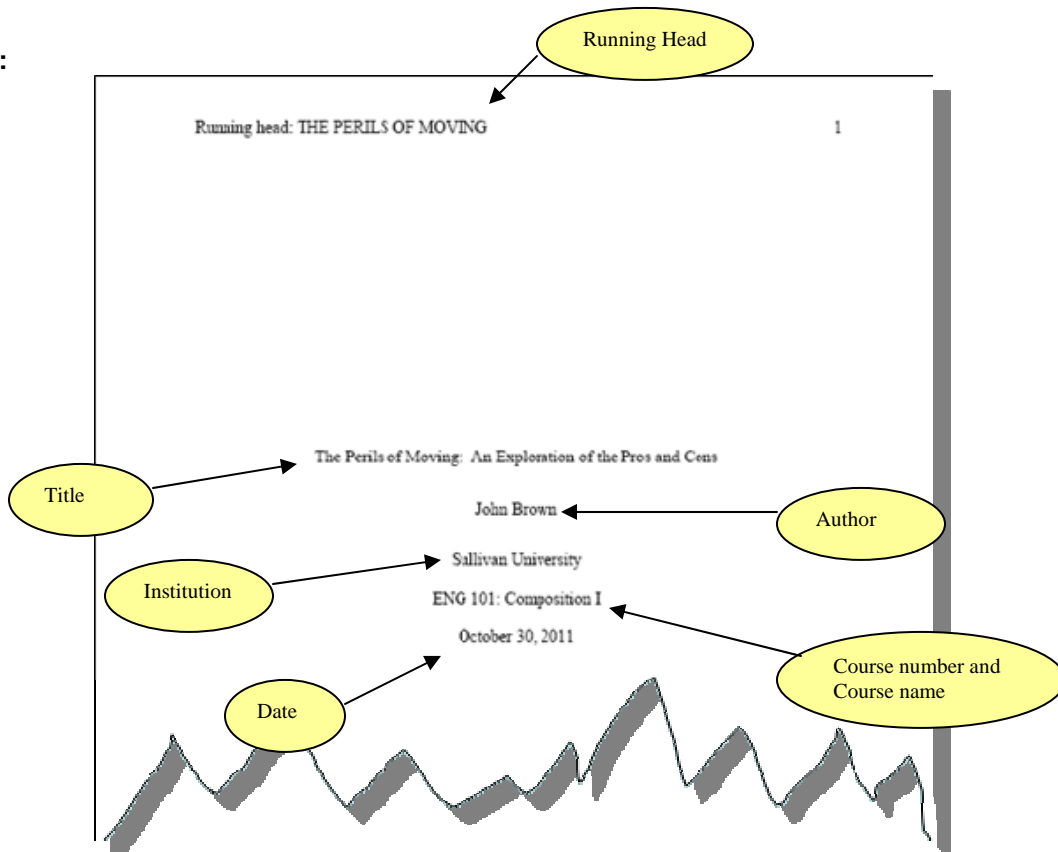 Running Head
:
Running head: THE PERILS OF MOVING 1
The Perils of Moving: An Exploration of the Pros and Cons
Title
John Brown
Author
Sallivan University
Institution
ENG 101: Composition I
October 30, 2011
Course number and
Course name
Date